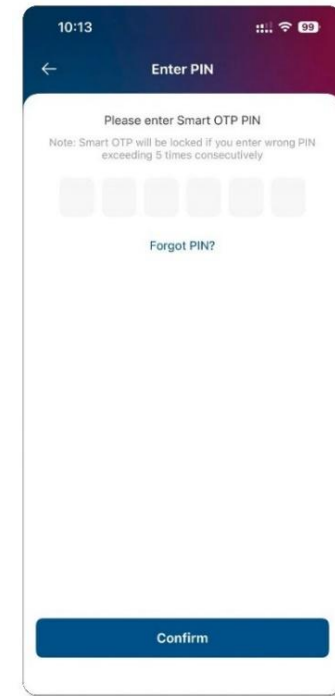 10:13
99
Enter PIN
Please enter Smart OTP PIN
Note: Smart OTP will be locked if you enter wrong PIN
exceeding 5 times consecutively
Forgot PIN?
Confirm